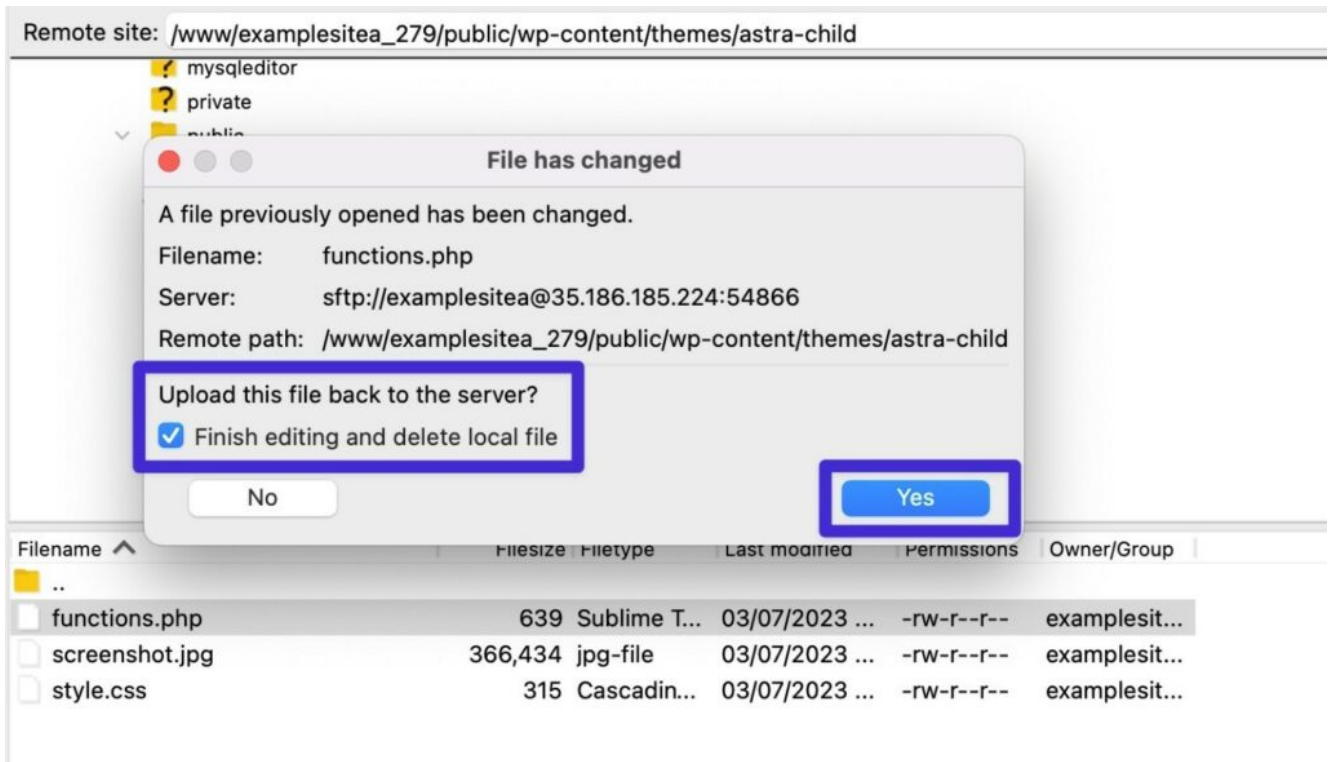 Remote site: /www/examplesitea_279/public/wp-content/themes/astra-child
mysqleditor
private
public
File has changed
A file previously opened has been changed.
Filename: functions.php
Server: sftp://examplesitea@35.186.185.224:54866
Remote path: /www/examplesitea_279/public/wp-content/themes/astra-child
Upload this file back to the server?
Finish editing and delete local file
No Yes
Filename Filesize Filetype Last modified Permissions Owner/Group
..
functions.php 639 Sublime T... 03/07/2023 ... -rw-r--r-- examplesit...
screenshot.jpg 366,434 jpg-file 03/07/2023 ... -rw-r--r-- examplesit...
style.css 315 Cascadin... 03/07/2023 ... -rw-r--r-- examplesit...